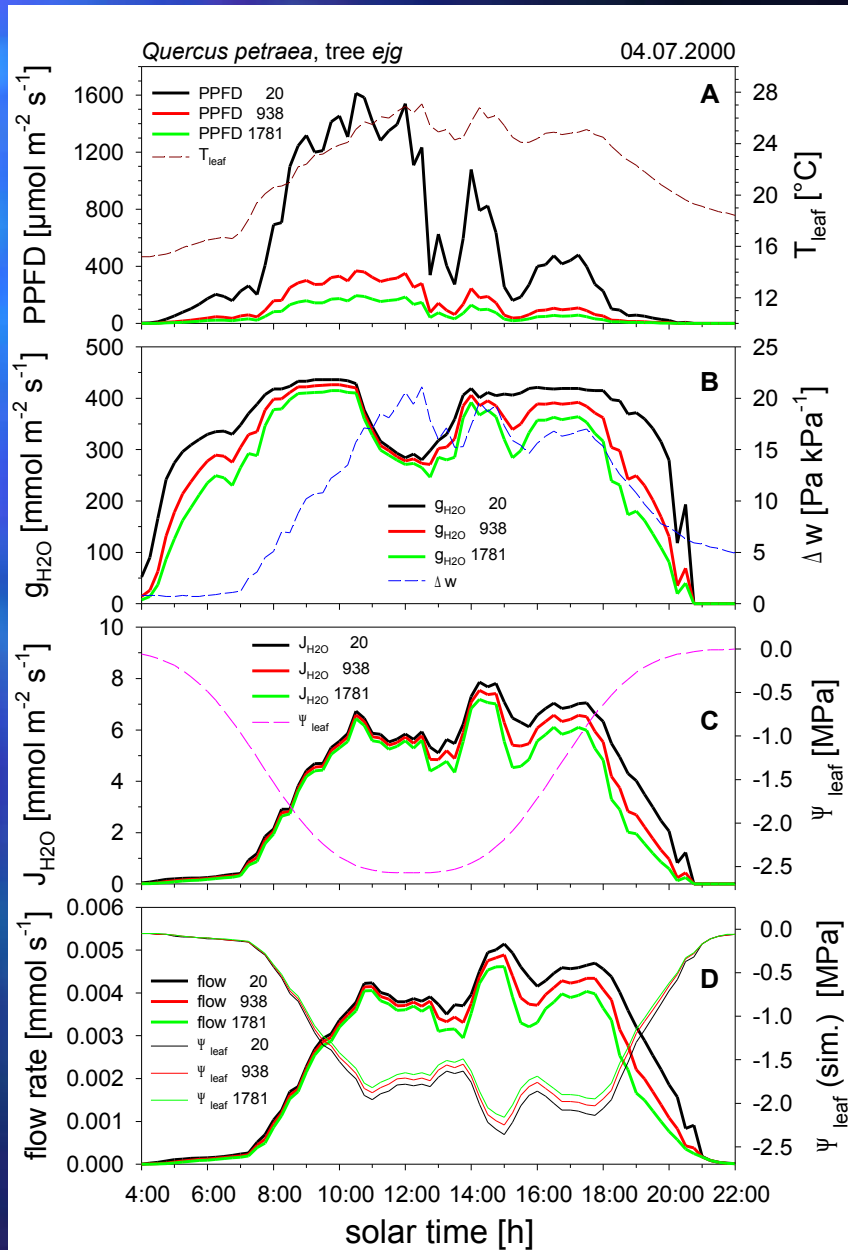 Quercus petraea, tree ejg 04.07.2000
A
PPFD [µmol m⁻² s⁻¹]
1600
1200
800
400
0
PPFD 20
PPFD 938
PPFD 1781
T leaf
28
24
20
16
12
T leaf [°C]
B
g H2O [mmol m⁻² s⁻¹]
500
400
300
200
100
0
g H2O 20
g H2O 938
g H2O 1781
Δ w
25
20
15
10
5
0
Δ w [Pa kPa⁻¹]
C
J H2O [mmol m⁻² s⁻¹]
10
8
6
4
2
0
J H2O 20
J H2O 938
J H2O 1781
Ψ leaf
0.0
-0.5
-1.0
-1.5
-2.0
-2.5
Ψ leaf [MPa]
D
flow rate [mmol s⁻¹]
0.006
0.005
0.004
0.003
0.002
0.001
0.000
flow 20
flow 938
flow 1781
Ψ leaf 20
Ψ leaf 938
Ψ leaf 1781
0.0
-0.5
-1.0
-1.5
-2.0
-2.5
Ψ leaf (sim.) [MPa]
4:00 6:00 8:00 10:00 12:00 14:00 16:00 18:00 20:00 22:00
solar time [h]